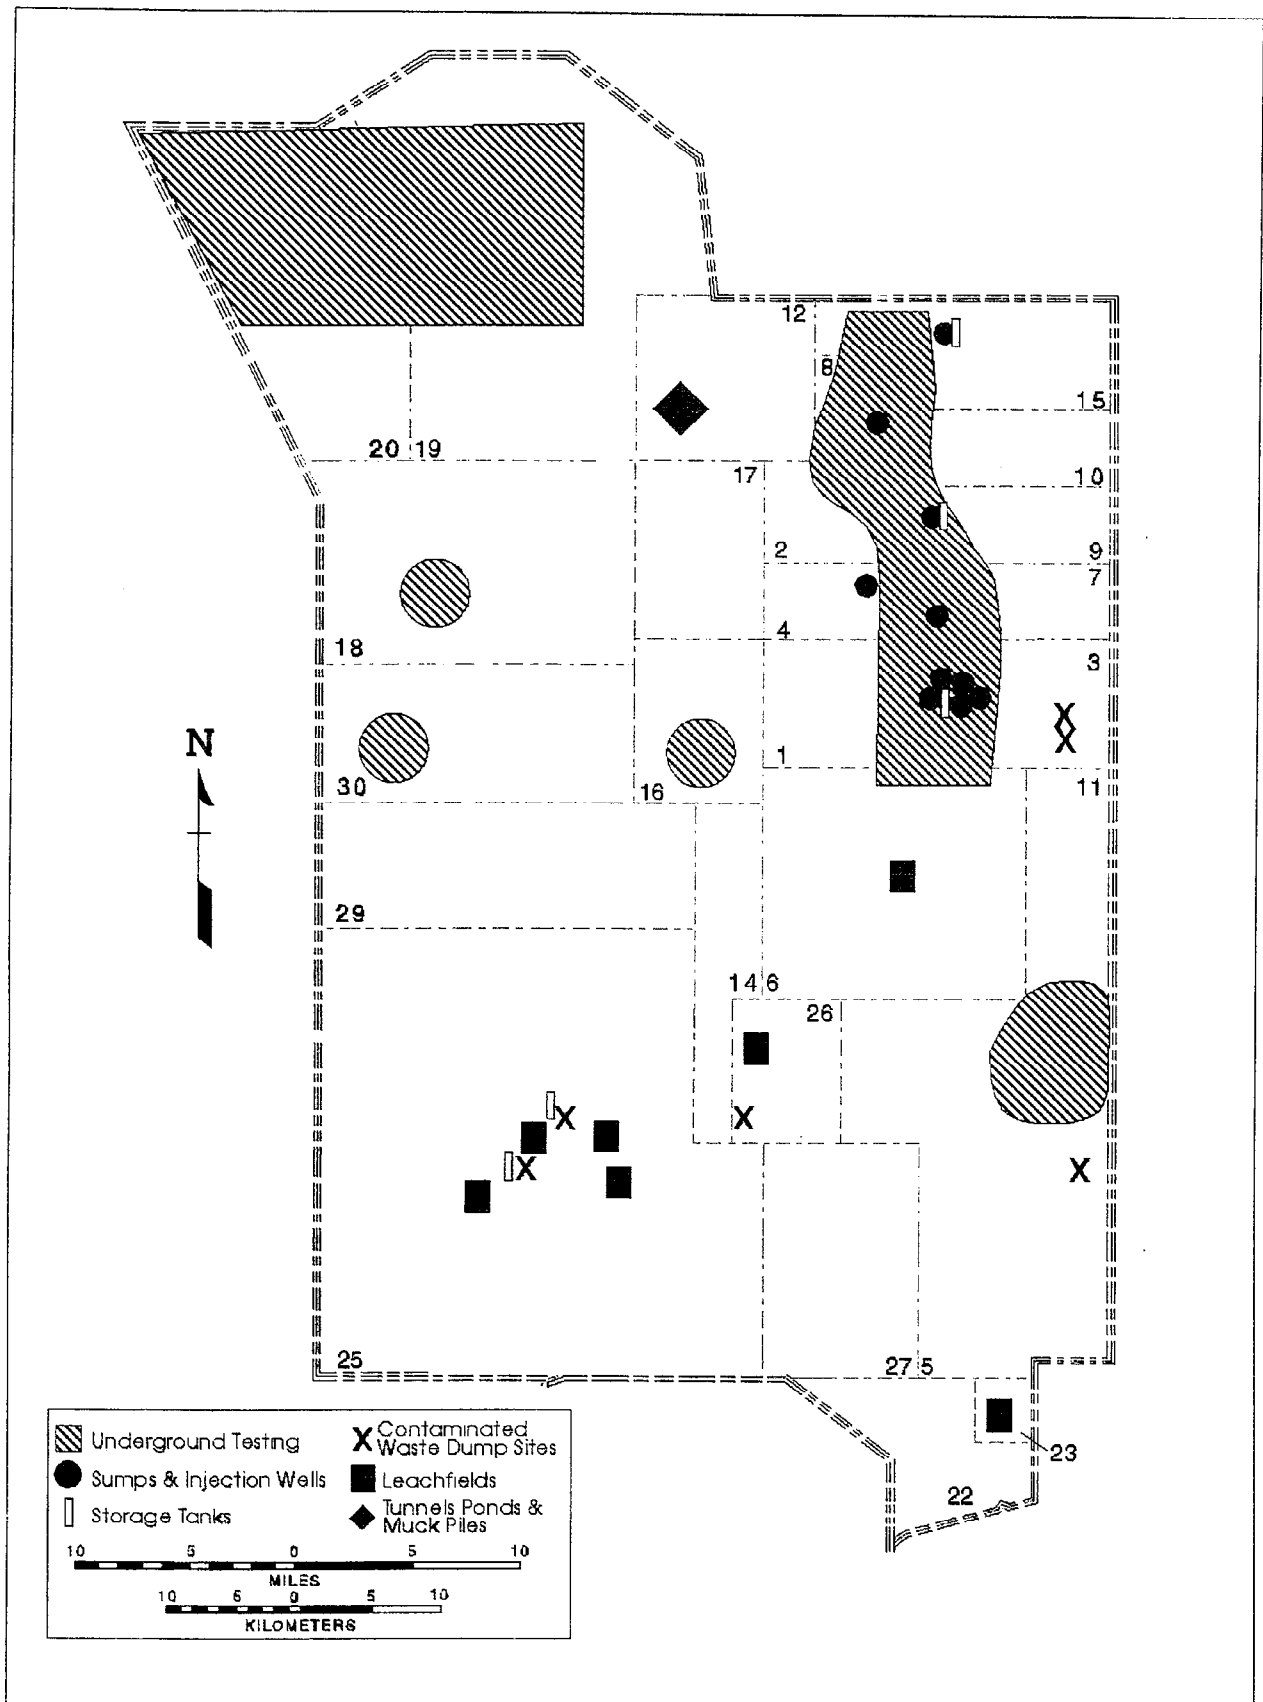 12
8
15
20 19
17
10
2
9
7
18
4
3
X
X
N
1
30
16
11
29
14 6
26
X
X
X
X
25
27 5
23
22
Underground Testing
X Contaminated
Waste Dump Sites
Sumps & Injection Wells
Leachfields
Storage Tanks
Tunnels Ponds &
Muck Piles
10 5 0 5 10
MILES
10 5 0 5 10
KILOMETERS